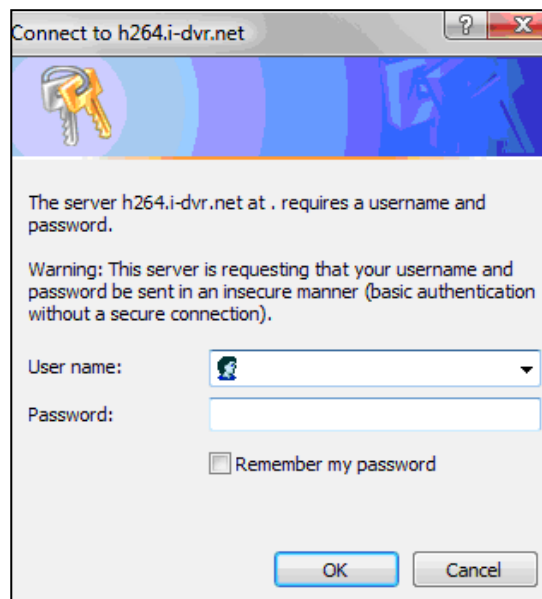 Connect to h264.i-dvr.net
The server h264.i-dvr.net at . requires a username and
password.
Warning: This server is requesting that your username and
password be sent in an insecure manner (basic authentication
without a secure connection).
User name:
Password:
Remember my password
OK Cancel